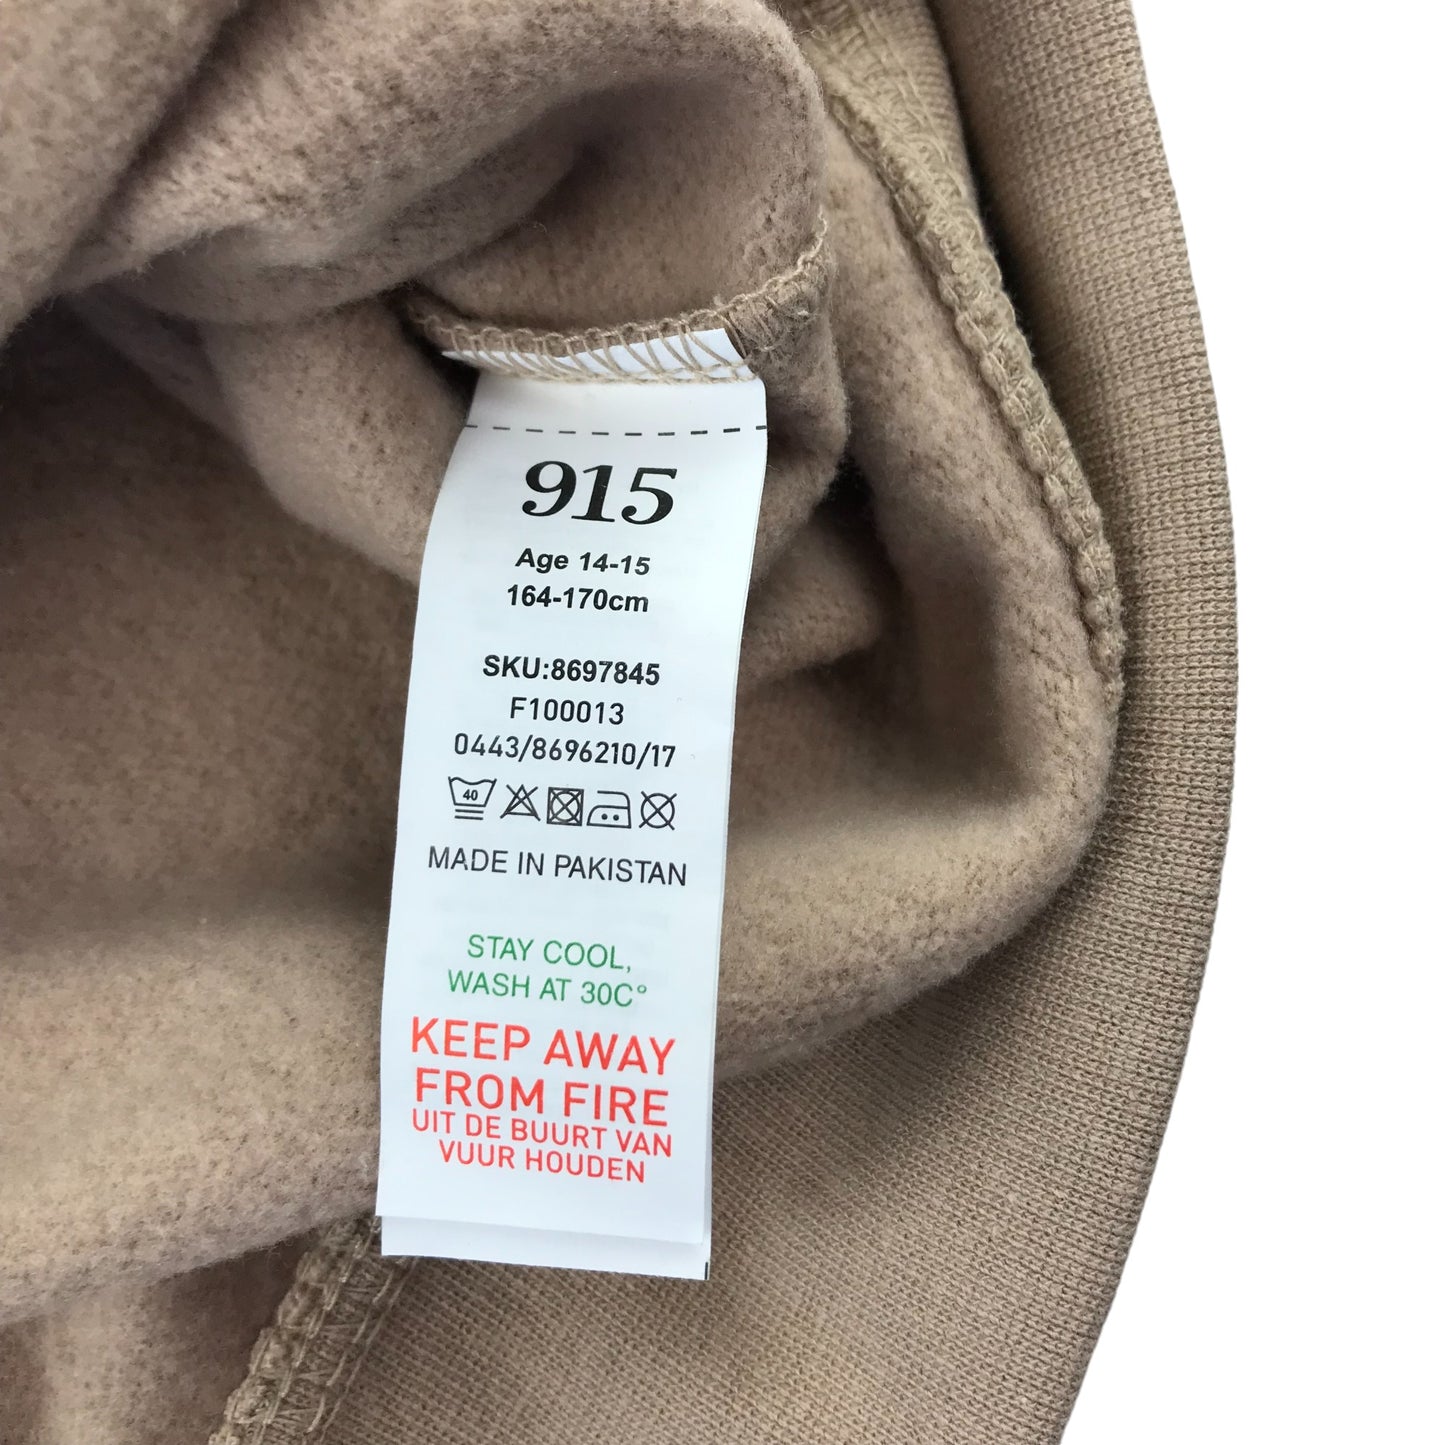 915
Age 14-15
164-170cm
SKU:8697845
F100013
0443/8696210/17
40
MADE IN PAKISTAN
STAY COOL,
WASH AT 30C°
KEEP AWAY
FROM FIRE
UIT DE BUURT VAN
VUUR HOUDEN